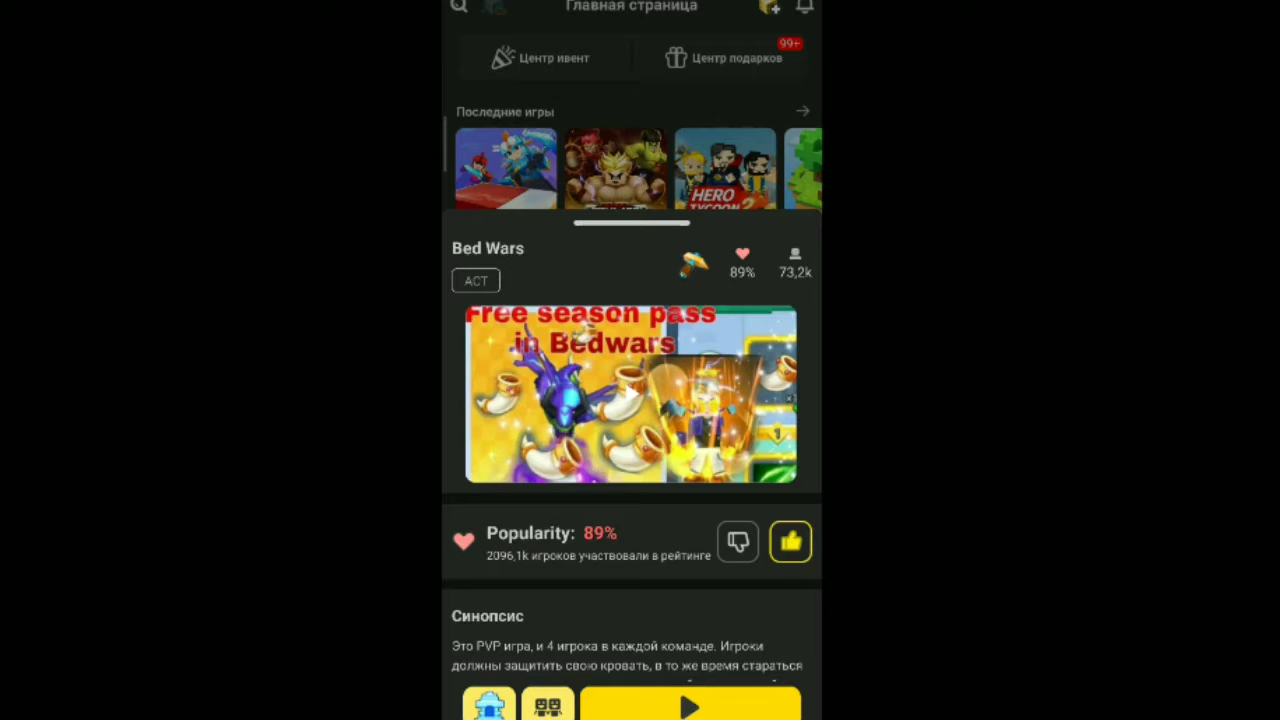 Главная страница
Центр ивент
Центр подарков
99+
Последние игры
HERO
TYCOON 2
Bed Wars
ACT
89%
73,2k
Free season pass
in Bedwars
1
Popularity: 89%
2096,1k игроков участвовали в рейтинге
Синопсис
Это PVP игра, и 4 игрока в каждой команде. Игроки
должны защитить свою кровать, в то же время стараться